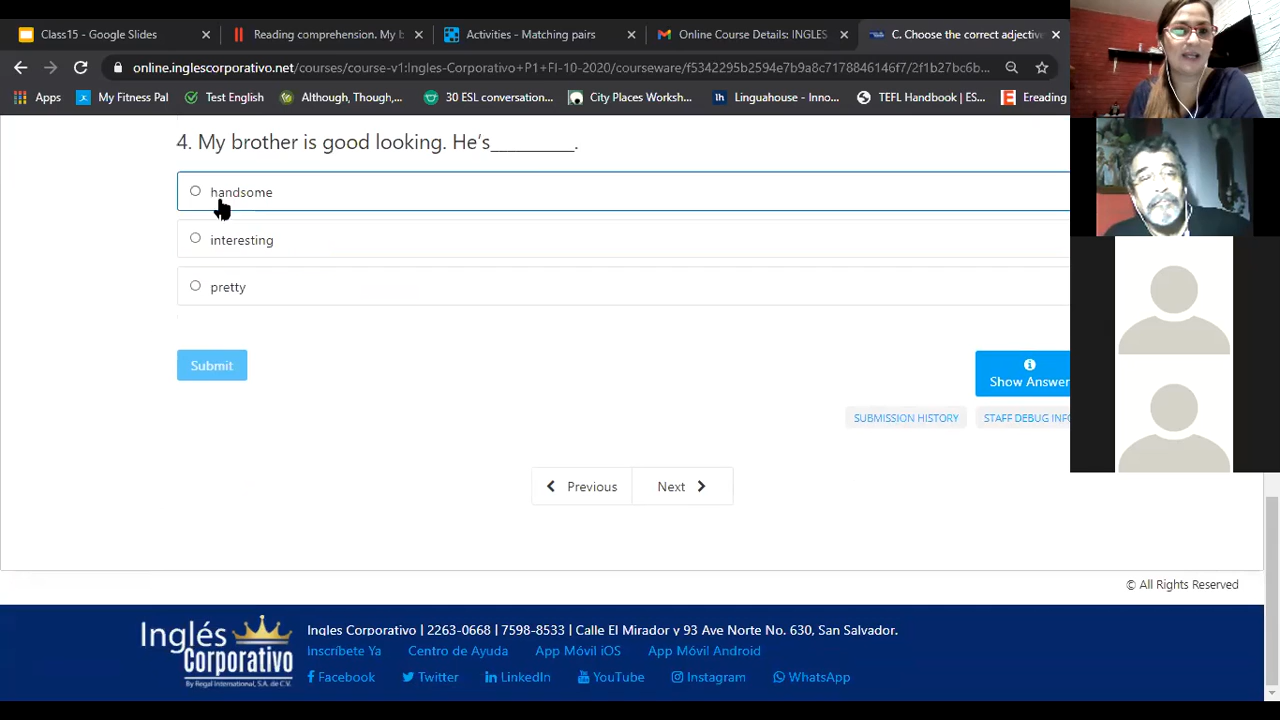 Class15 - Google Slides
Reading comprehension. My b
Activities - Matching pairs
Online Course Details: INGLES
C. Choose the correct adjective
online.inglescorporativo.net/courses/course-v1:Ingles-Corporativo+P1+FI-10.2020/courseware/f5342295b2594e7b9a8c7178846146f7/2f1b27bc6b...
Apps
My Fitness Pal
Test English
Although, Though,...
30 ESL conversation...
City Places Worksh...
Linguahouse - Inno...
TEFL Handbook | ES...
Ereading
4. My brother is good looking. He’s_________.
handsome
interesting
pretty
Submit
Show Answer
SUBMISSION HISTORY
STAFF DEBUG INFO
Previous
Next
© All Rights Reserved
Inglés
Corporativo
By Regal International, S.A. de C.V.
Ingles Corporativo | 2263-0668 | 7598-8533 | Calle El Mirador y 93 Ave Norte No. 630, San Salvador.
Inscríbete Ya
Centro de Ayuda
App Móvil iOS
App Móvil Android
Facebook
Twitter
LinkedIn
YouTube
Instagram
WhatsApp